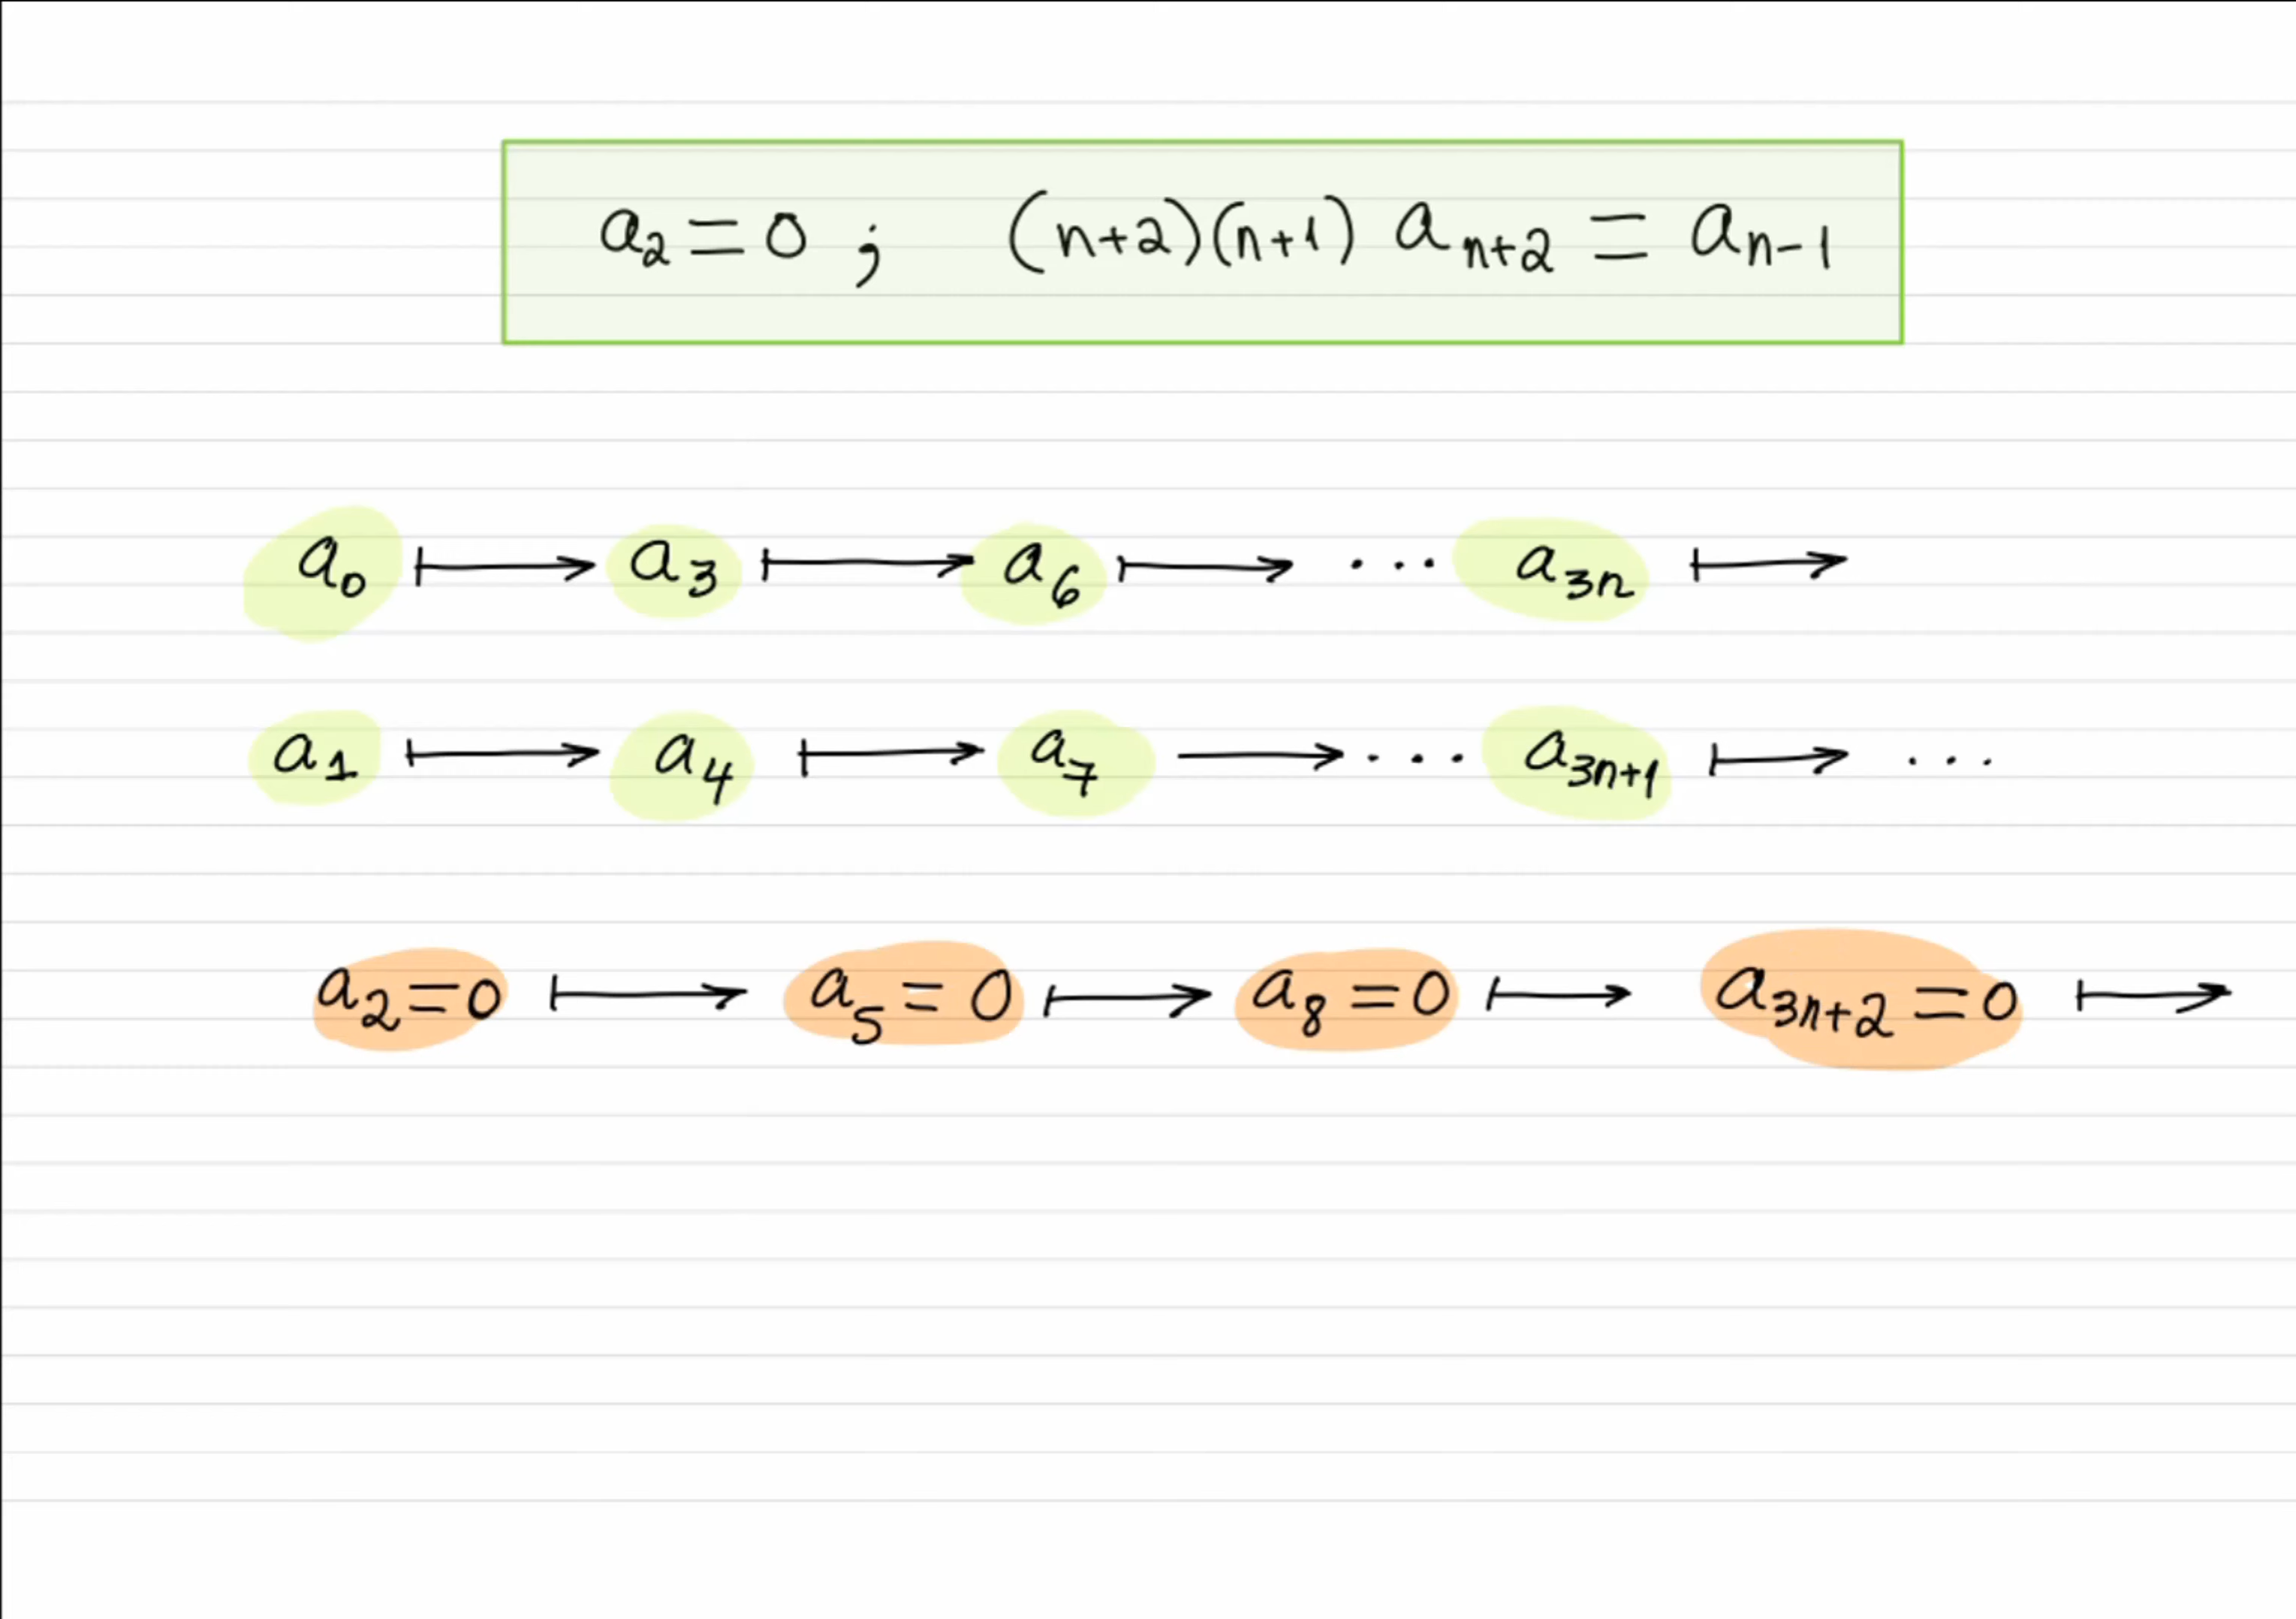 a₂ = 0 ; (n+2)(n+1) aₙ₊₂ = aₙ₋₁
a₀ ⟼ a₃ ⟼ a₆ ⟼ ... a₃ₙ ⟼
a₁ ⟼ a₄ ⟼ a₇ ⟶ ... a₃ₙ₊₁ ⟼ ...
a₂=0 ⟼ a₅=0 ⟼ a₈=0 ⟼ a₃ₙ₊₂=0 ⟼